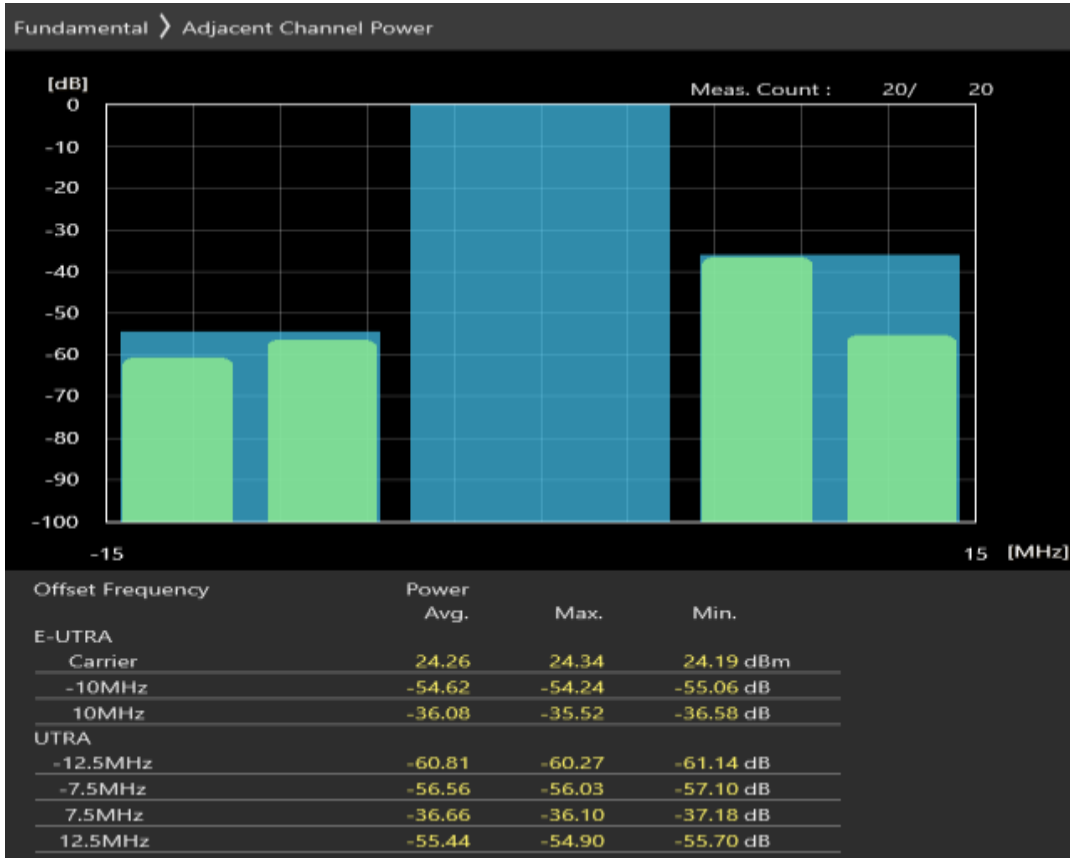 Fundamental 》 Adjacent Channel Power
[dB]
Meas. Count : 20/ 20
0
-10
-20
-30
-40
-50
-60
-70
-80
-90
-100
-15 15 [MHz]
Offset Frequency Power
Avg. Max. Min.
E-UTRA
Carrier 24.26 24.34 24.19 dBm
-10MHz -54.62 -54.24 -55.06 dB
10MHz -36.08 -35.52 -36.58 dB
UTRA
-12.5MHz -60.81 -60.27 -61.14 dB
-7.5MHz -56.56 -56.03 -57.10 dB
7.5MHz -36.66 -36.10 -37.18 dB
12.5MHz -55.44 -54.90 -55.70 dB